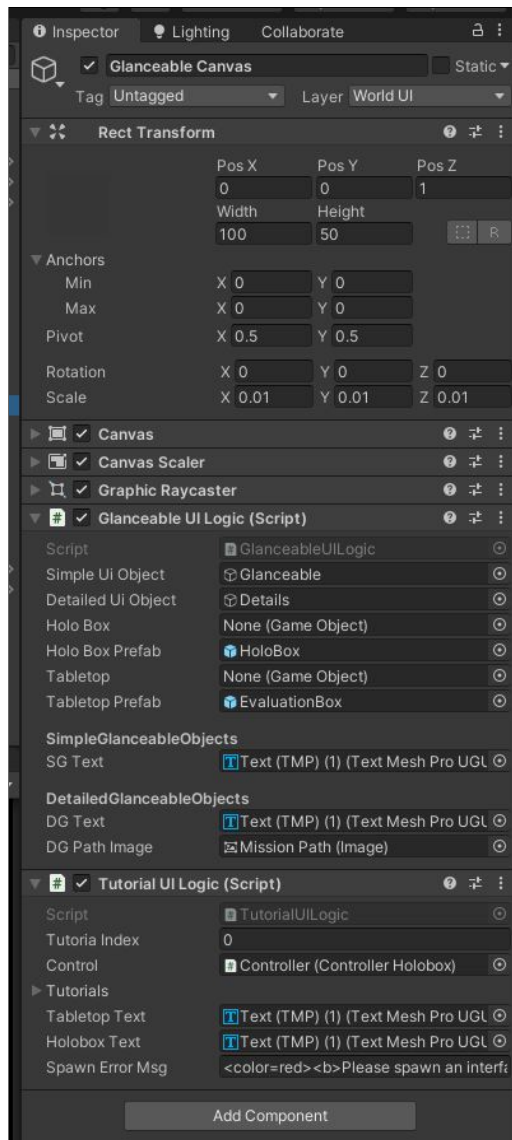 Inspector Lighting Collaborate
Glanceable Canvas Static
Tag Untagged Layer World UI
Rect Transform
Pos X Pos Y Pos Z
0 0 1
Width Height
100 50 R
Anchors
Min X 0 Y 0
Max X 0 Y 0
Pivot X 0.5 Y 0.5
Rotation X 0 Y 0 Z 0
Scale X 0.01 Y 0.01 Z 0.01
Canvas
Canvas Scaler
Graphic Raycaster
# Glanceable UI Logic (Script)
Script GlanceableUILogic
Simple Ui Object Glanceable
Detailed Ui Object Details
Holo Box None (Game Object)
Holo Box Prefab HoloBox
Tabletop None (Game Object)
Tabletop Prefab EvaluationBox
SimpleGlanceableObjects
SG Text Text (TMP) (1) (Text Mesh Pro UGU
DetailedGlanceableObjects
DG Text Text (TMP) (1) (Text Mesh Pro UGU
DG Path Image Mission Path (Image)
# Tutorial UI Logic (Script)
Script TutorialUILogic
Tutoria Index 0
Control Controller (Controller Holobox)
Tutorials
Tabletop Text Text (TMP) (1) (Text Mesh Pro UGU
Holobox Text Text (TMP) (1) (Text Mesh Pro UGU
Spawn Error Msg <color=red><b>Please spawn an interfa
Add Component